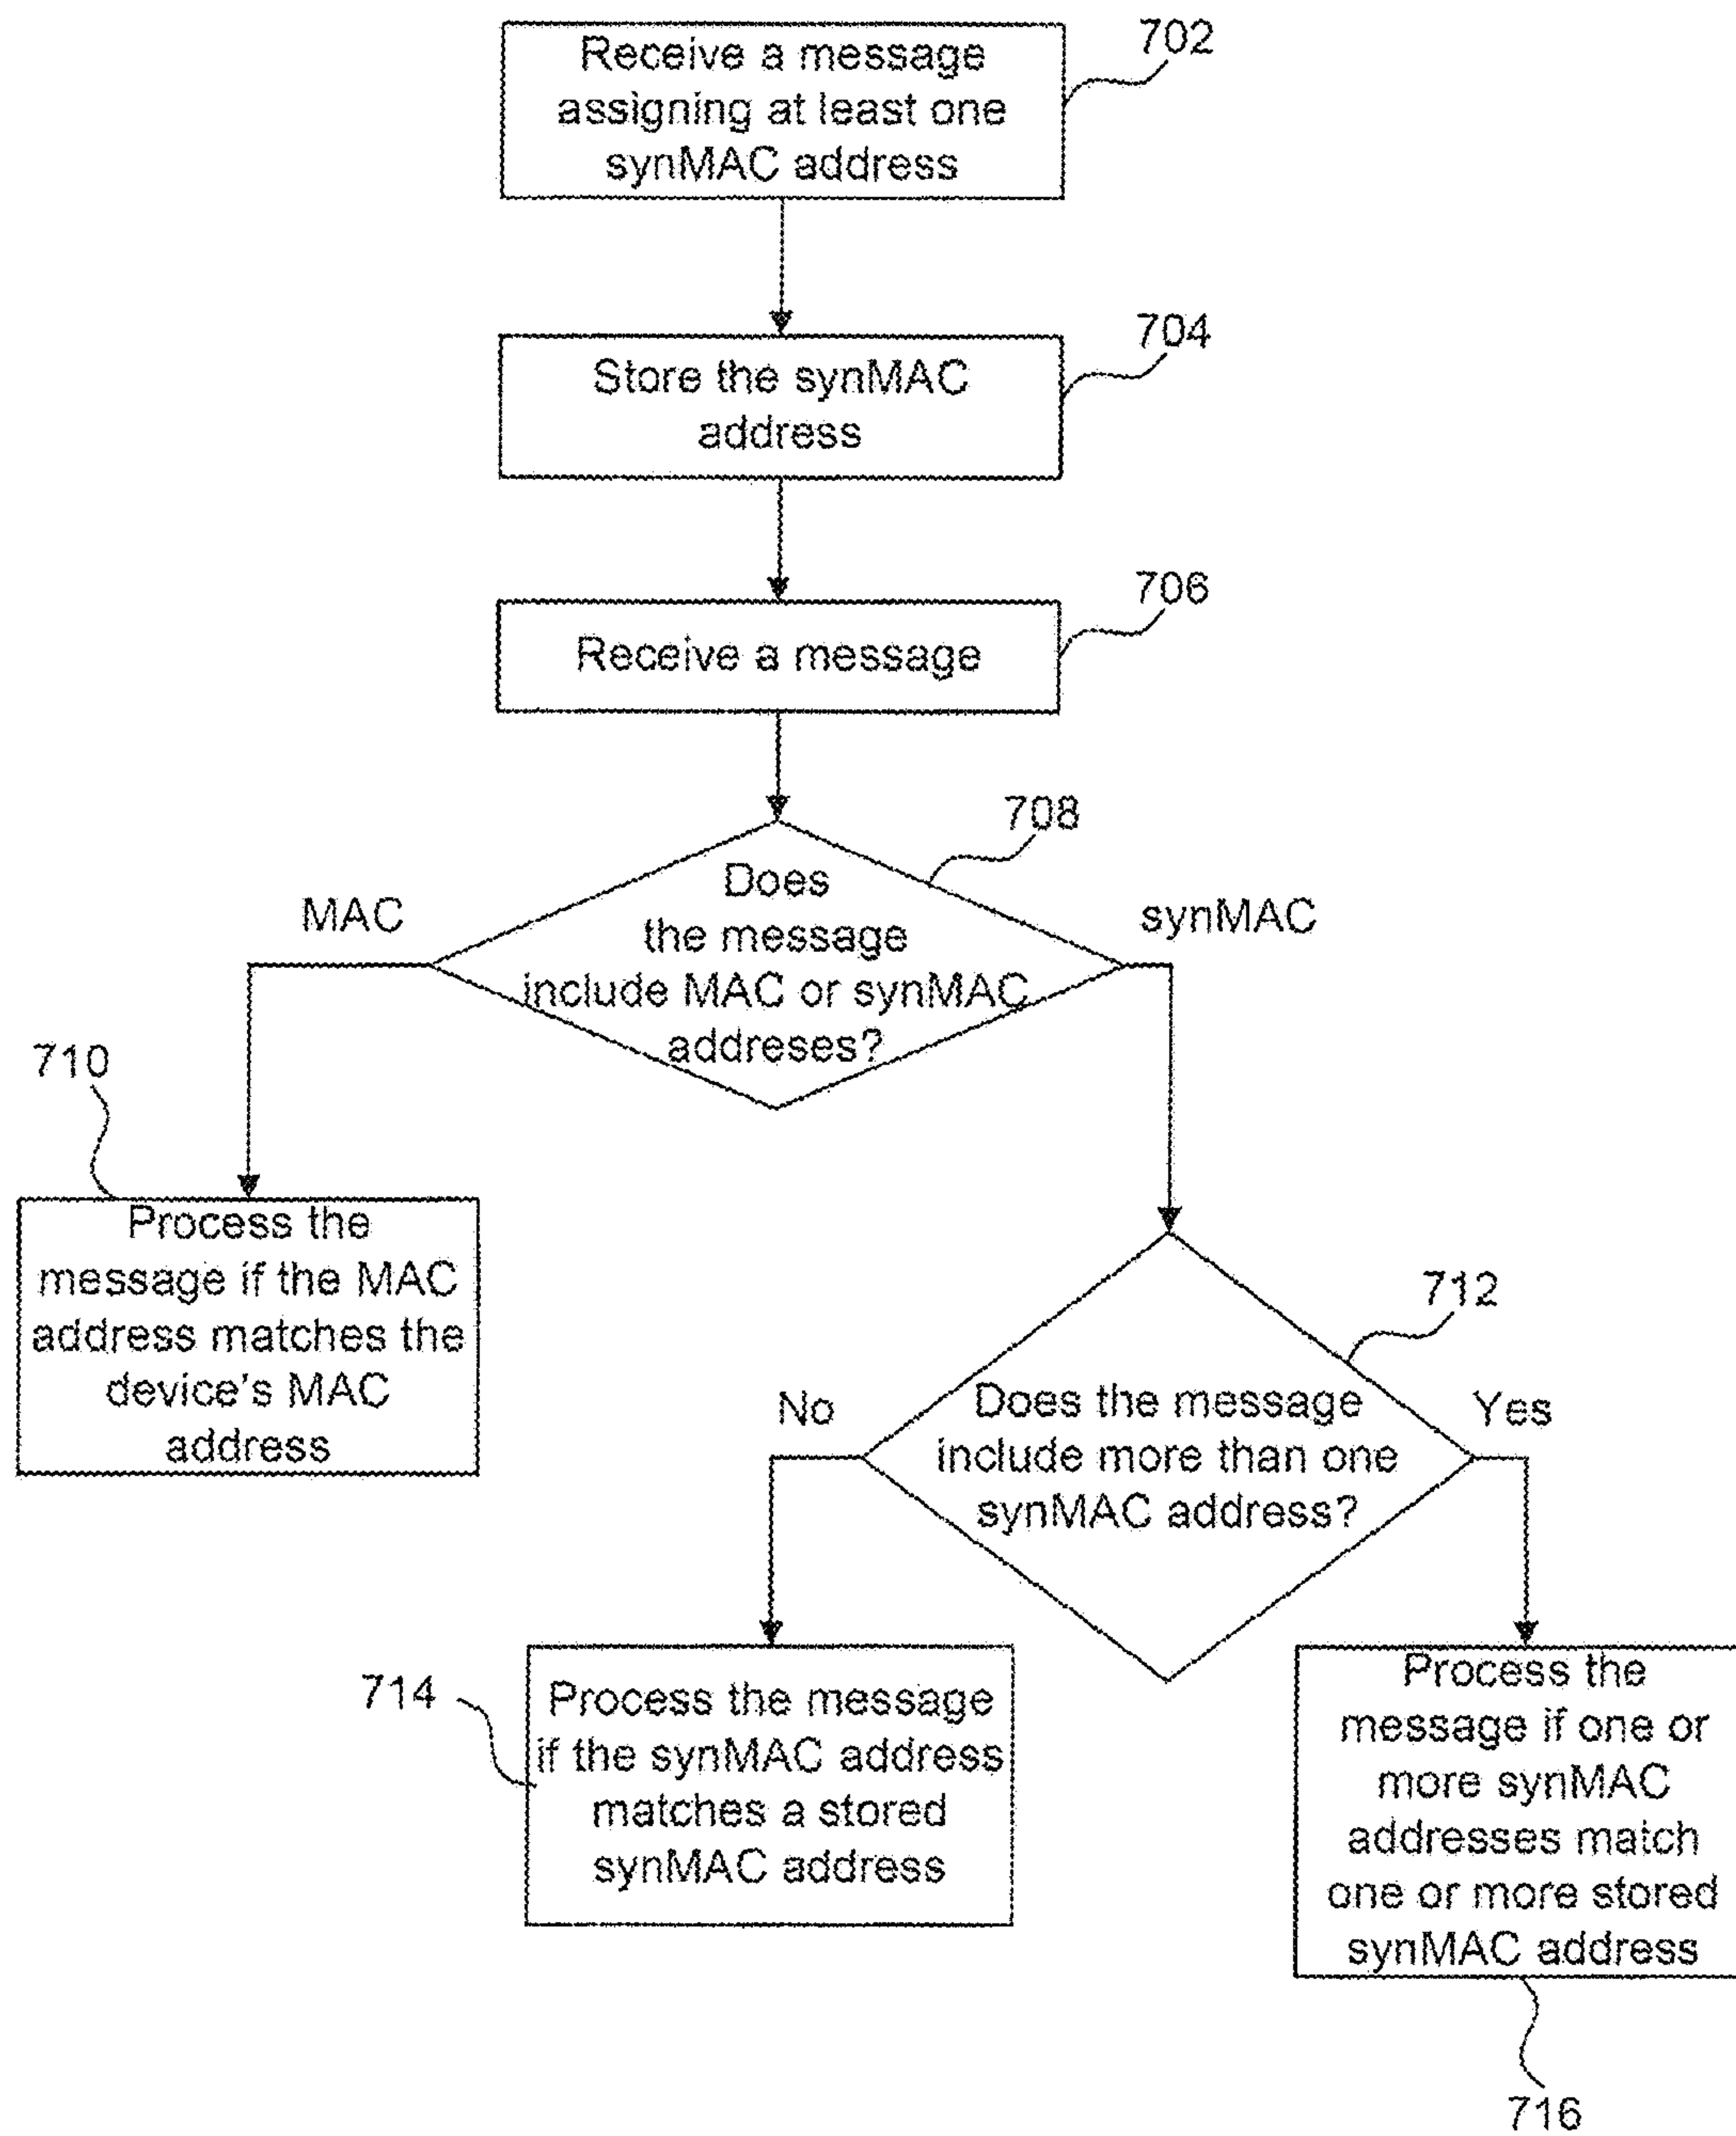 702
Receive a message
assigning at least one
synMAC address
704
Store the synMAC
address
706
Receive a message
708
MAC
synMAC
Does
the message
include MAC or synMAC
addreses?
710
Process the
message if the MAC
address matches the
device's MAC
address
712
No
Yes
Does the message
include more than one
synMAC address?
714
Process the message
if the synMAC address
matches a stored
synMAC address
Process the
message if one or
more synMAC
addresses match
one or more stored
synMAC address
716